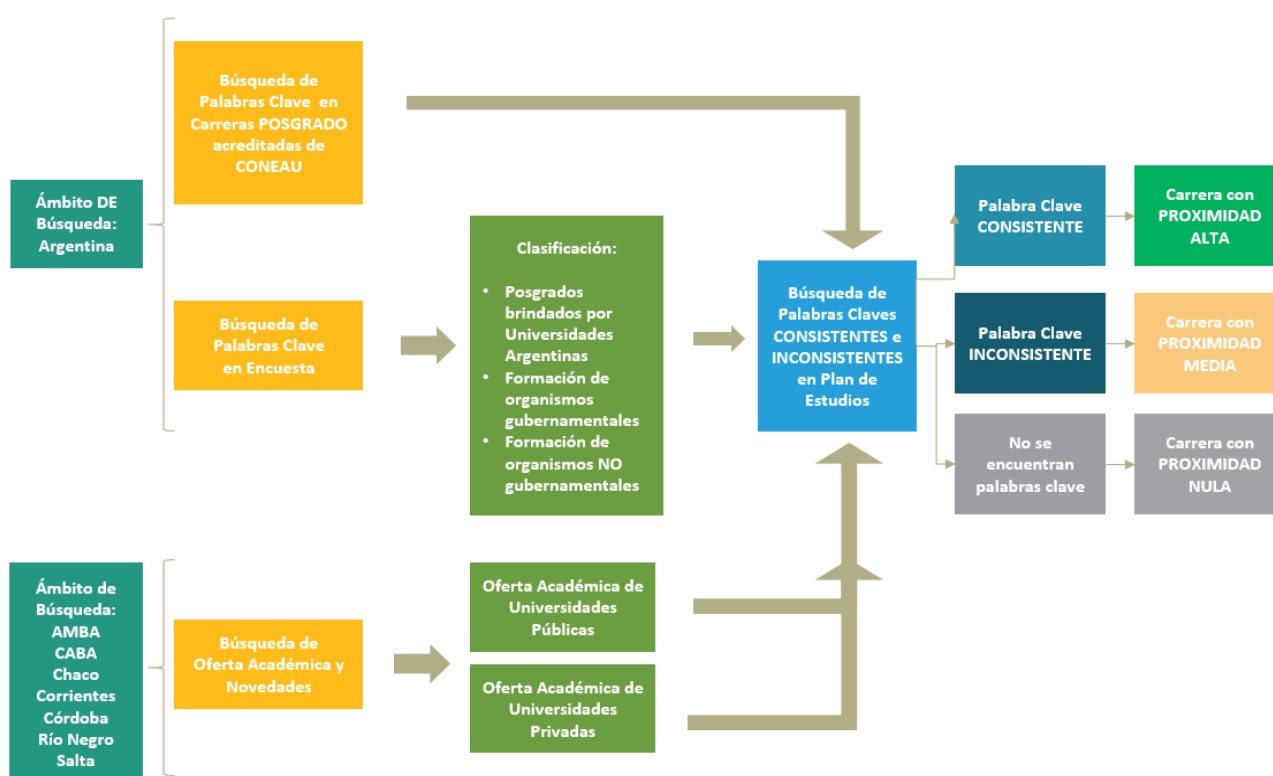 Ámbito DE
Búsqueda:
Argentina
Búsqueda de
Palabras Clave en
Carreras POSGRADO
acreditadas de
CONEAU
Búsqueda de
Palabras Clave
en Encuesta
Clasificación:
• Posgrados
brindados por
Universidades
Argentinas
• Formación de
organismos
gubernamentales
• Formación de
organismos NO
gubernamentales
Búsqueda de
Palabras Claves
CONSISTENTES e
INCONSISTENTES
en Plan de
Estudios
Palabra Clave
CONSISTENTE
Carrera con
PROXIMIDAD
ALTA
Palabra Clave
INCONSISTENTE
Carrera con
PROXIMIDAD
MEDIA
No se
encuentran
palabras clave
Carrera con
PROXIMIDAD
NULA
Ámbito de
Búsqueda:
AMBA
CABA
Chaco
Corrientes
Córdoba
Río Negro
Salta
Búsqueda de
Oferta Académica y
Novedades
Oferta Académica de
Universidades
Públicas
Oferta Académica de
Universidades
Privadas